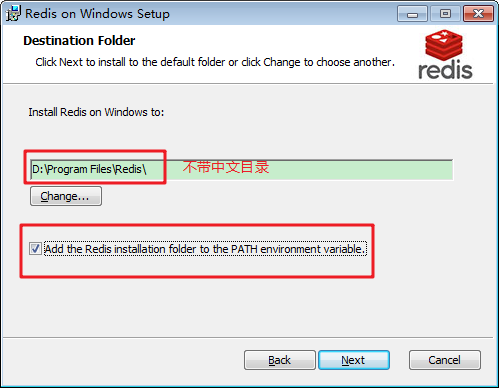 Redis on Windows Setup
Destination Folder
Click Next to install to the default folder or click Change to choose another.
redis
Install Redis on Windows to:
D:\Program Files\Redis\ 不带中文目录
Change...
Add the Redis installation folder to the PATH environment variable.
Back Next Cancel